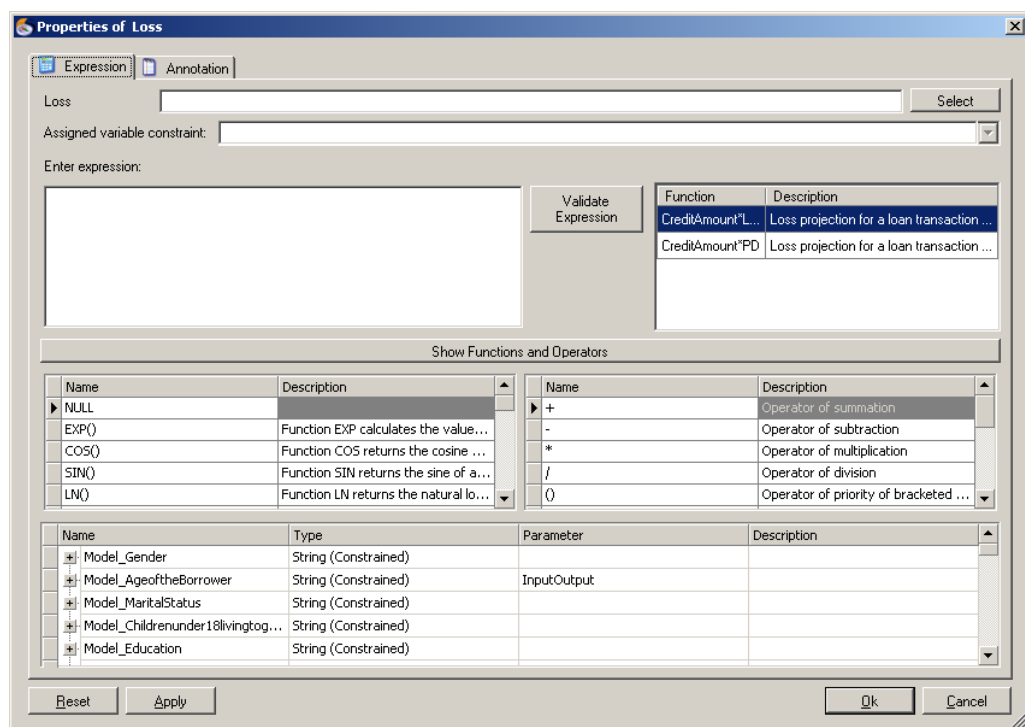 Properties of Loss
Expression
Annotation
Loss
Select
Assigned variable constraint:
Enter expression:
Validate Expression
Function Description
CreditAmount*L... Loss projection for a loan transaction ...
CreditAmount*PD Loss projection for a loan transaction ...
Show Functions and Operators
Name Description
NULL
EXP() Function EXP calculates the value...
COS() Function COS returns the cosine ...
SIN() Function SIN returns the sine of a...
LN() Function LN returns the natural lo...
Name Description
+ Operator of summation
- Operator of subtraction
* Operator of multiplication
/ Operator of division
() Operator of priority of bracketed ...
Name Type Parameter Description
Model_Gender String (Constrained)
Model_AgeoftheBorrower String (Constrained) InputOutput
Model_MaritalStatus String (Constrained)
Model_Childrenunder18livingtog... String (Constrained)
Model_Education String (Constrained)
Reset
Apply
Ok
Cancel